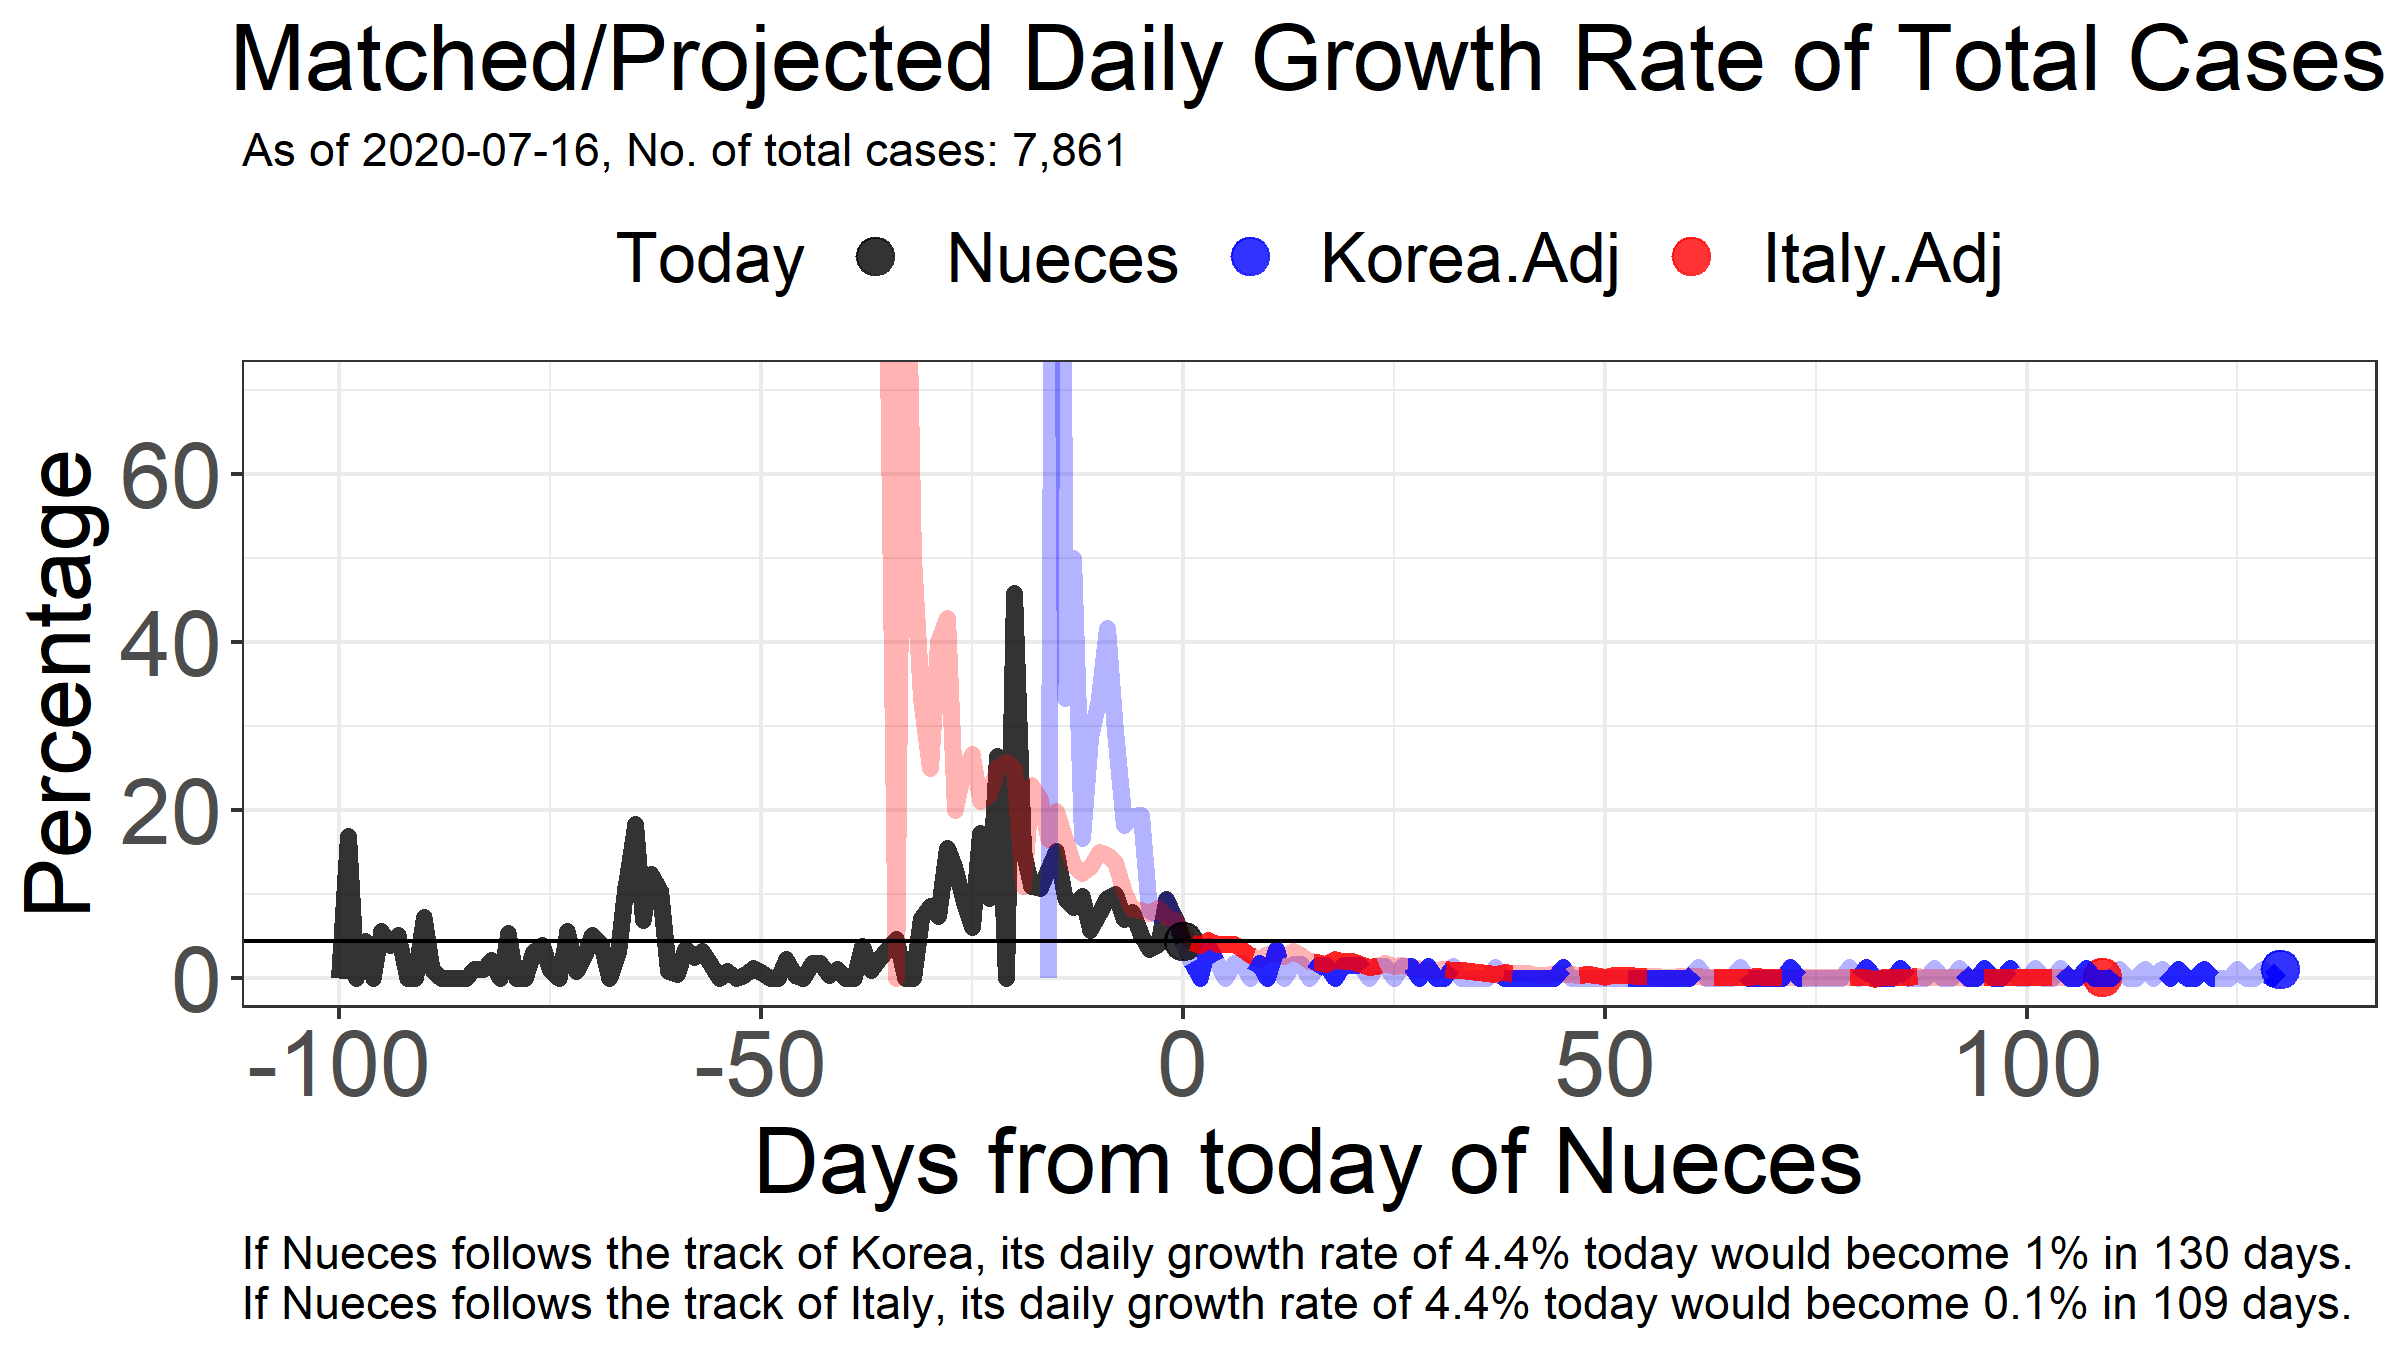 Matched/Projected Daily Growth Rate of Total Cases
As of 2020-07-16, No. of total cases: 7,861
Today Nueces Korea.Adj Italy.Adj
Percentage
60
40
20
0
-100 -50 0 50 100
Days from today of Nueces
If Nueces follows the track of Korea, its daily growth rate of 4.4% today would become 1% in 130 days.
If Nueces follows the track of Italy, its daily growth rate of 4.4% today would become 0.1% in 109 days.